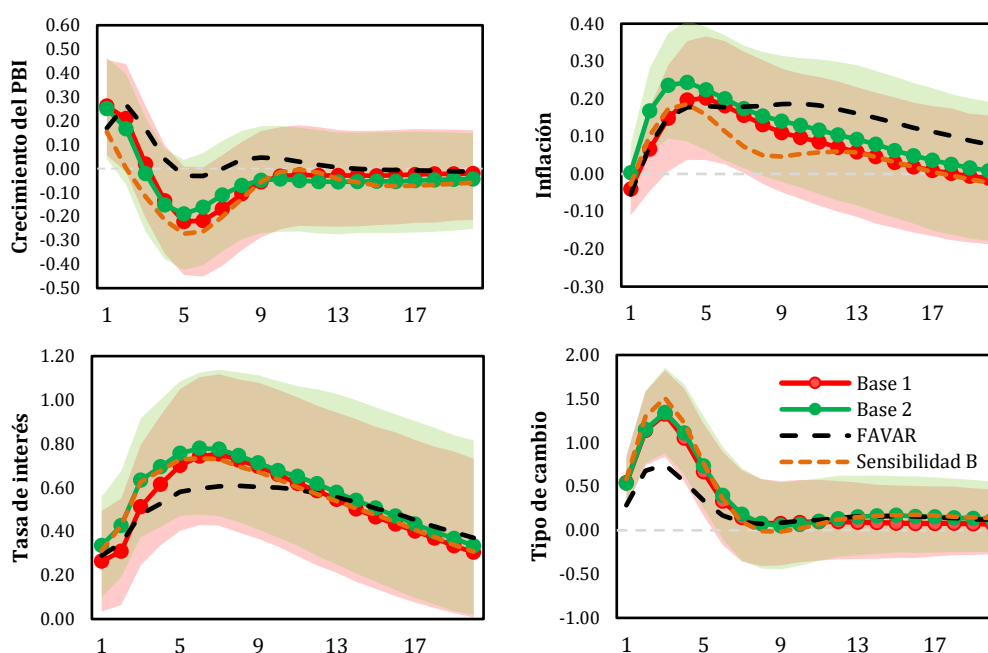 Crecimiento del PBI
0.60
0.50
0.40
0.30
0.20
0.10
0.00
-0.10
-0.20
-0.30
-0.40
-0.50
1 5 9 13 17
Inflación
0.40
0.30
0.20
0.10
0.00
-0.10
-0.20
-0.30
1 5 9 13 17
Tasa de interés
1.20
1.00
0.80
0.60
0.40
0.20
0.00
1 5 9 13 17
Tipo de cambio
2.00
1.50
1.00
0.50
0.00
-0.50
-1.00
1 5 9 13 17
Base 1
Base 2
FAVAR
Sensibilidad B